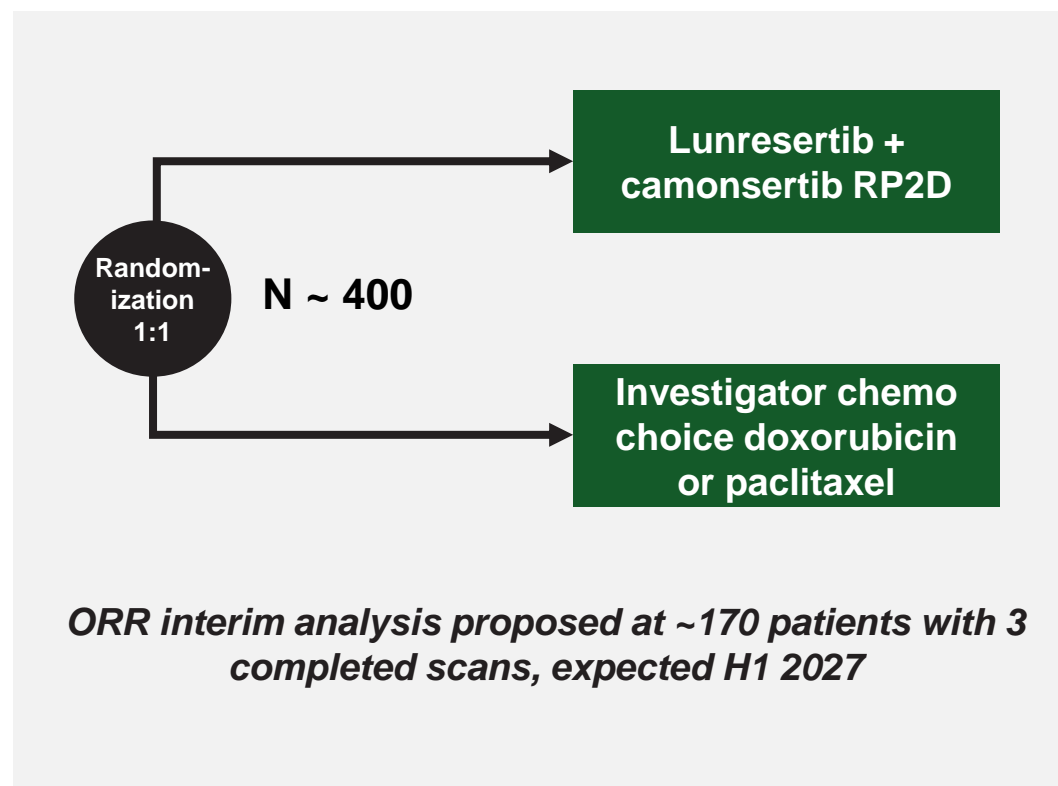 Lunresertib +
camonsertib RP2D
Random-
ization
1:1
N ~ 400
Investigator chemo
choice doxorubicin
or paclitaxel
ORR interim analysis proposed at ~170 patients with 3
completed scans, expected H1 2027